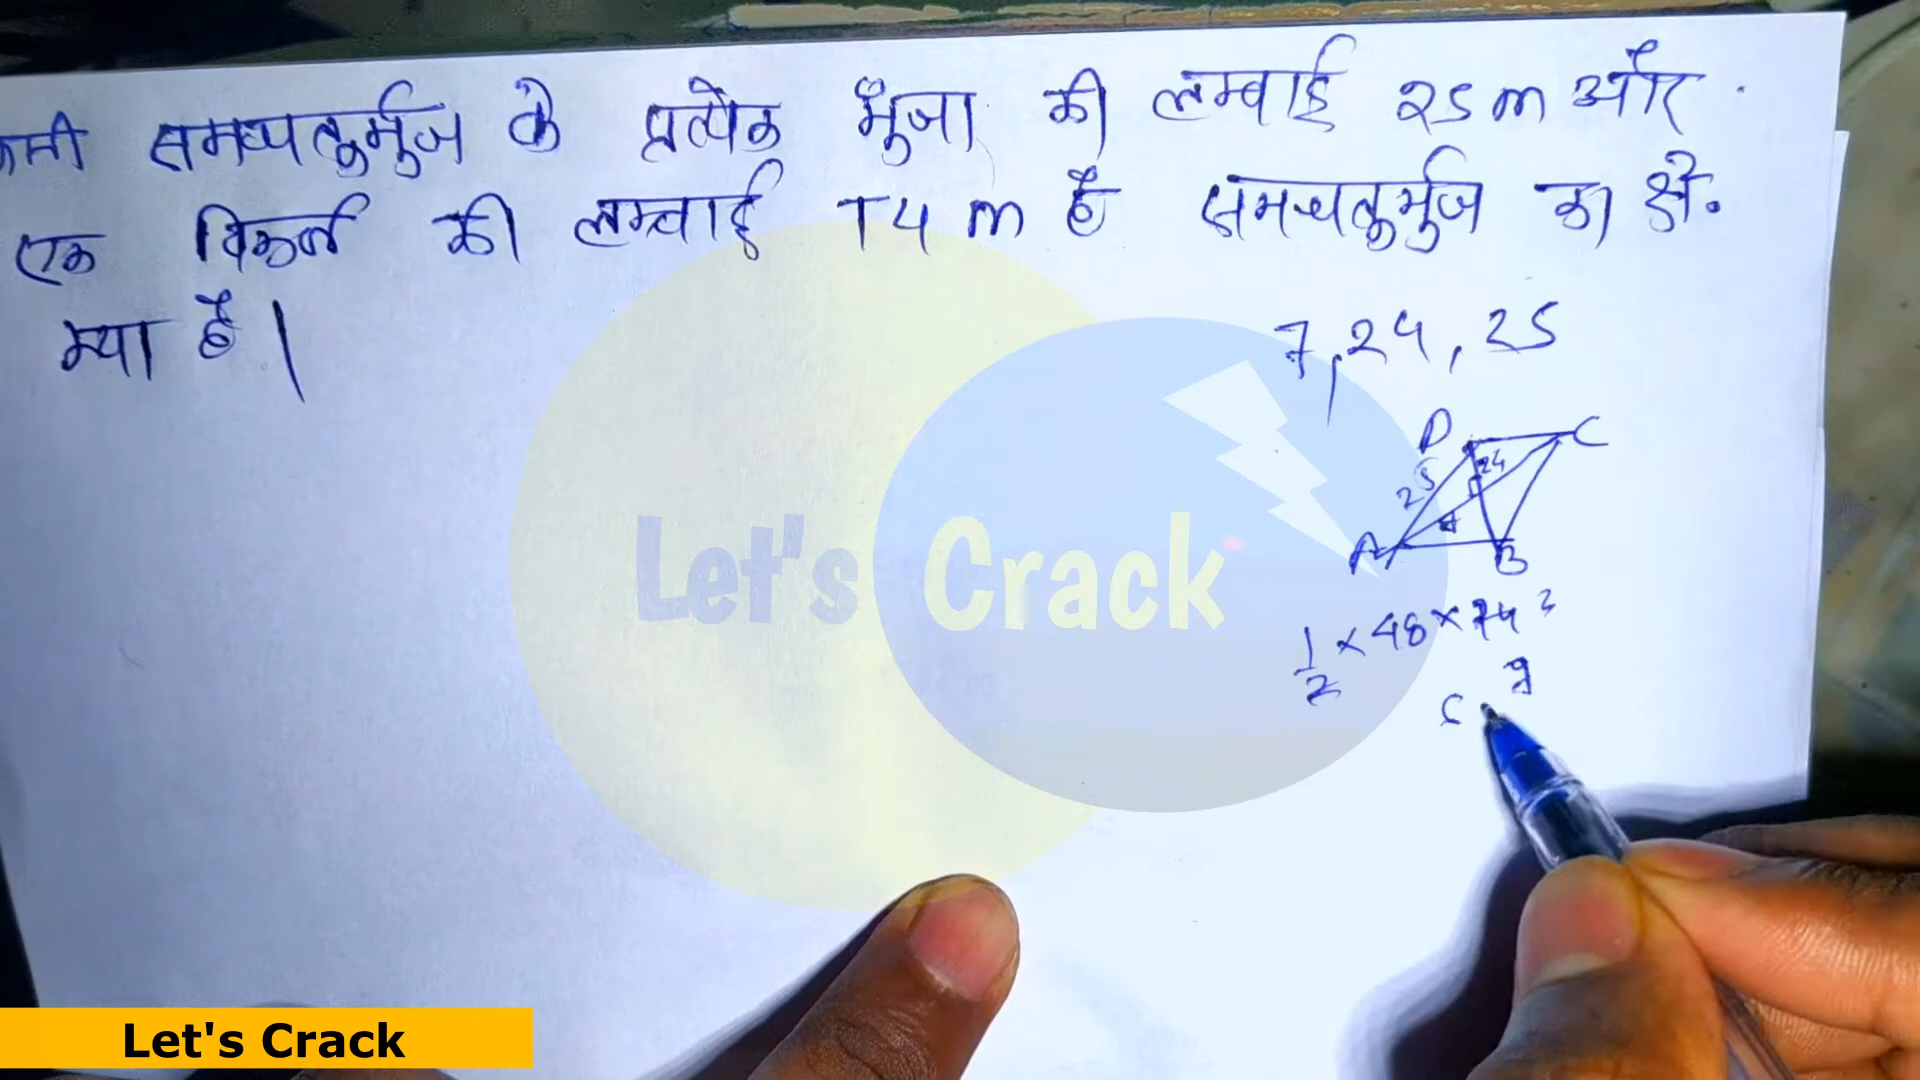 समचतुर्भुज के प्रत्येक भुजा की लम्बाई 25 m और
एक विकर्ण की लम्बाई 14 m है समचतुर्भुज का क्षे.
क्या है |
7, 24, 25
D C
25 24
A B
1/2 × 48 × 14
Let's Crack
Let's Crack